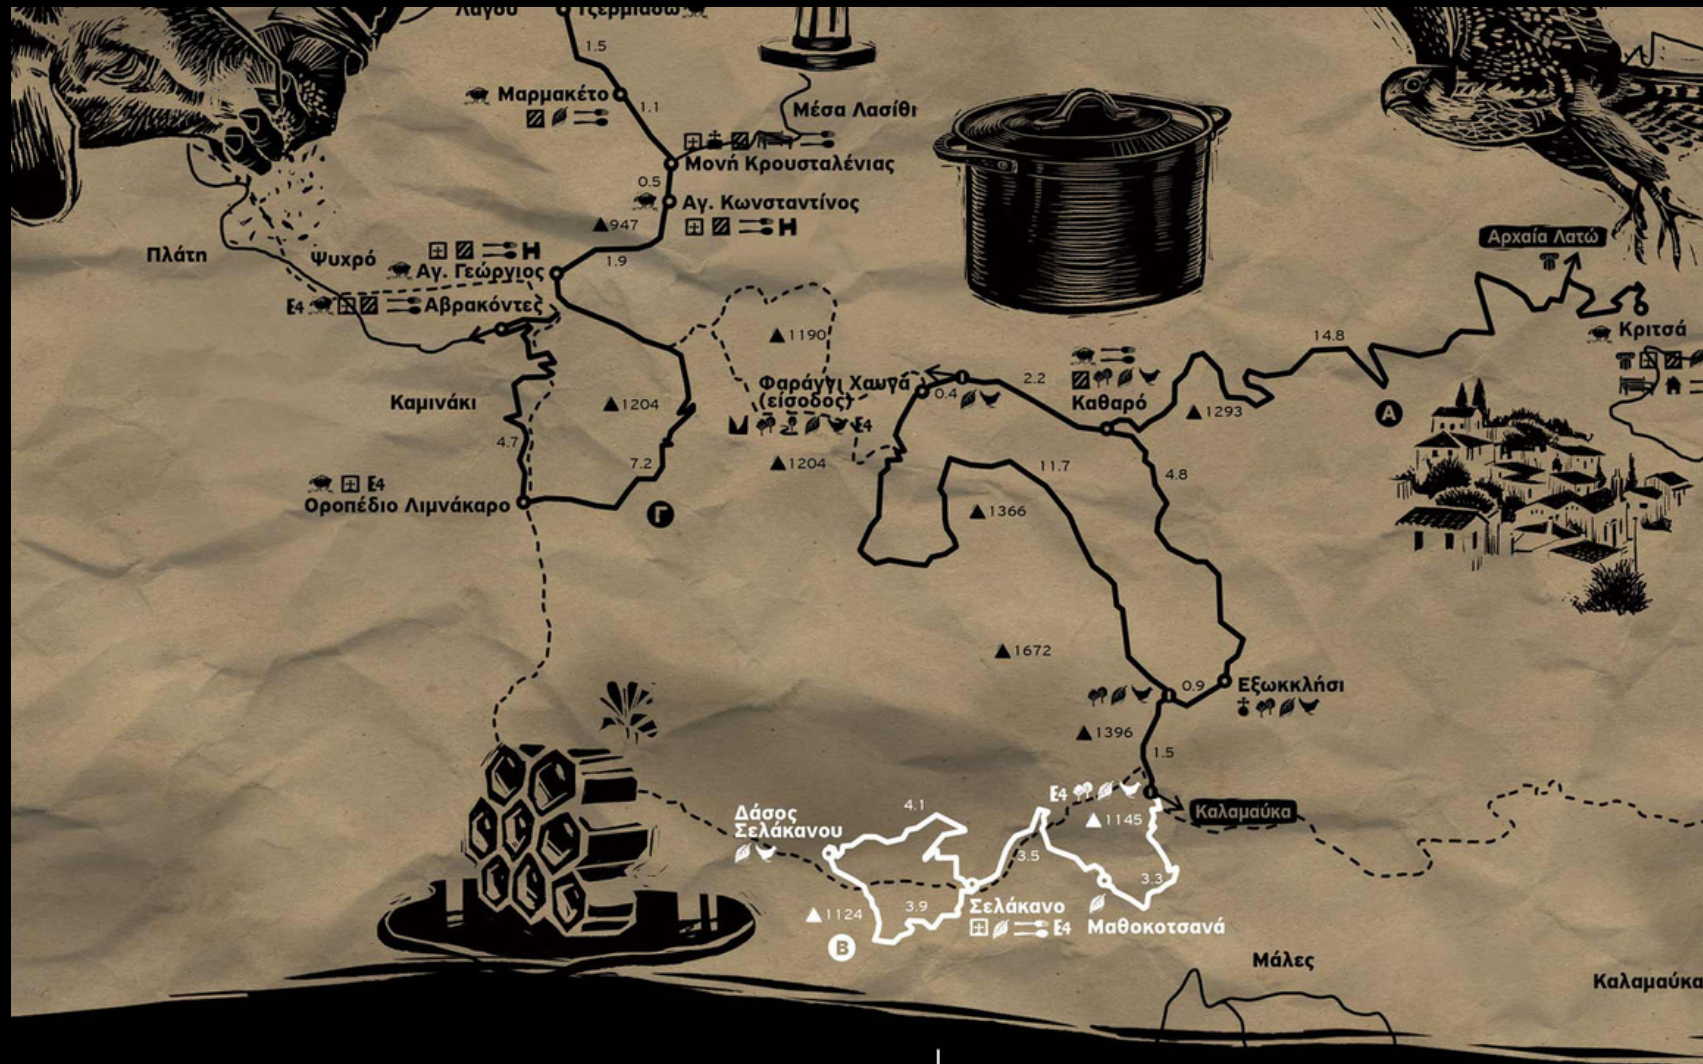 Λαγού
Τζερμιάδω
1.5
Μαρμακέτο
1.1
Μέσα Λασίθι
Μονή Κρουσταλένιας
0.5
Αγ. Κωνσταντίνος
947
Πλάτη
Ψυχρό
1.9
Αγ. Γεώργιος
Αρχαία Λατώ
E4
Αβρακόντες
1190
14.8
Κριτσά
Φαράγγι Χαυγά
(είσοδος)
0.4
2.2
E4
Καθαρό
1293
Α
Καμινάκι
1204
4.7
7.2
1204
11.7
4.8
E4
Οροπέδιο Λιμνάκαρο
Γ
1366
1672
0.9
Εξωκκλήσι
1396
1.5
E4
Καλαμαύκα
Δάσος
Σελάκανου
4.1
1145
3.5
3.3
1124
3.9
Σελάκανο
E4
Μαθοκοτσανά
Β
Μάλες
Καλαμαύκα